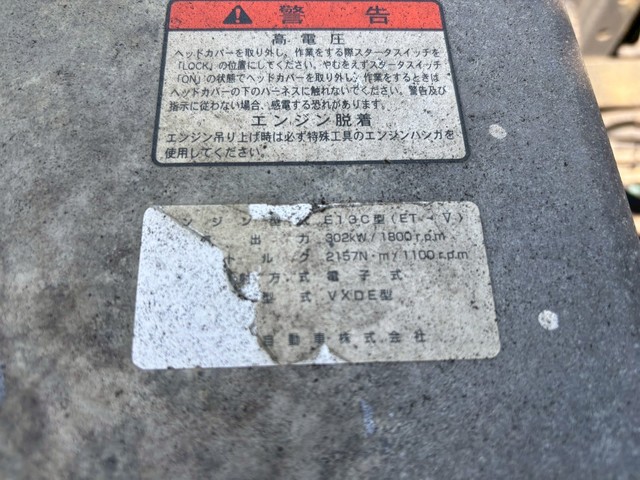 警告
高電圧
ヘッドカバーを取り外し、作業をする際スタータスイッチを
「LOCK」の位置にしてください。やむをえずスタータスイッチ
「ON」の状態でヘッドカバーを取り外し、作業をするときは
ヘッドカバーの下のハーネスに触れないでください。警告及び
指示に従わない場合、感電する恐れがあります。
エンジン脱着
エンジン吊り上げ時は必ず特殊工具のエンジンハンガを
使用してください。
ンジン E13C型(ET-V)
出力 302kW/1800r.p.m
トルク 2157N・m/1100r.p.m
方式 電子式
型式 VXDE型
自動車株式会社